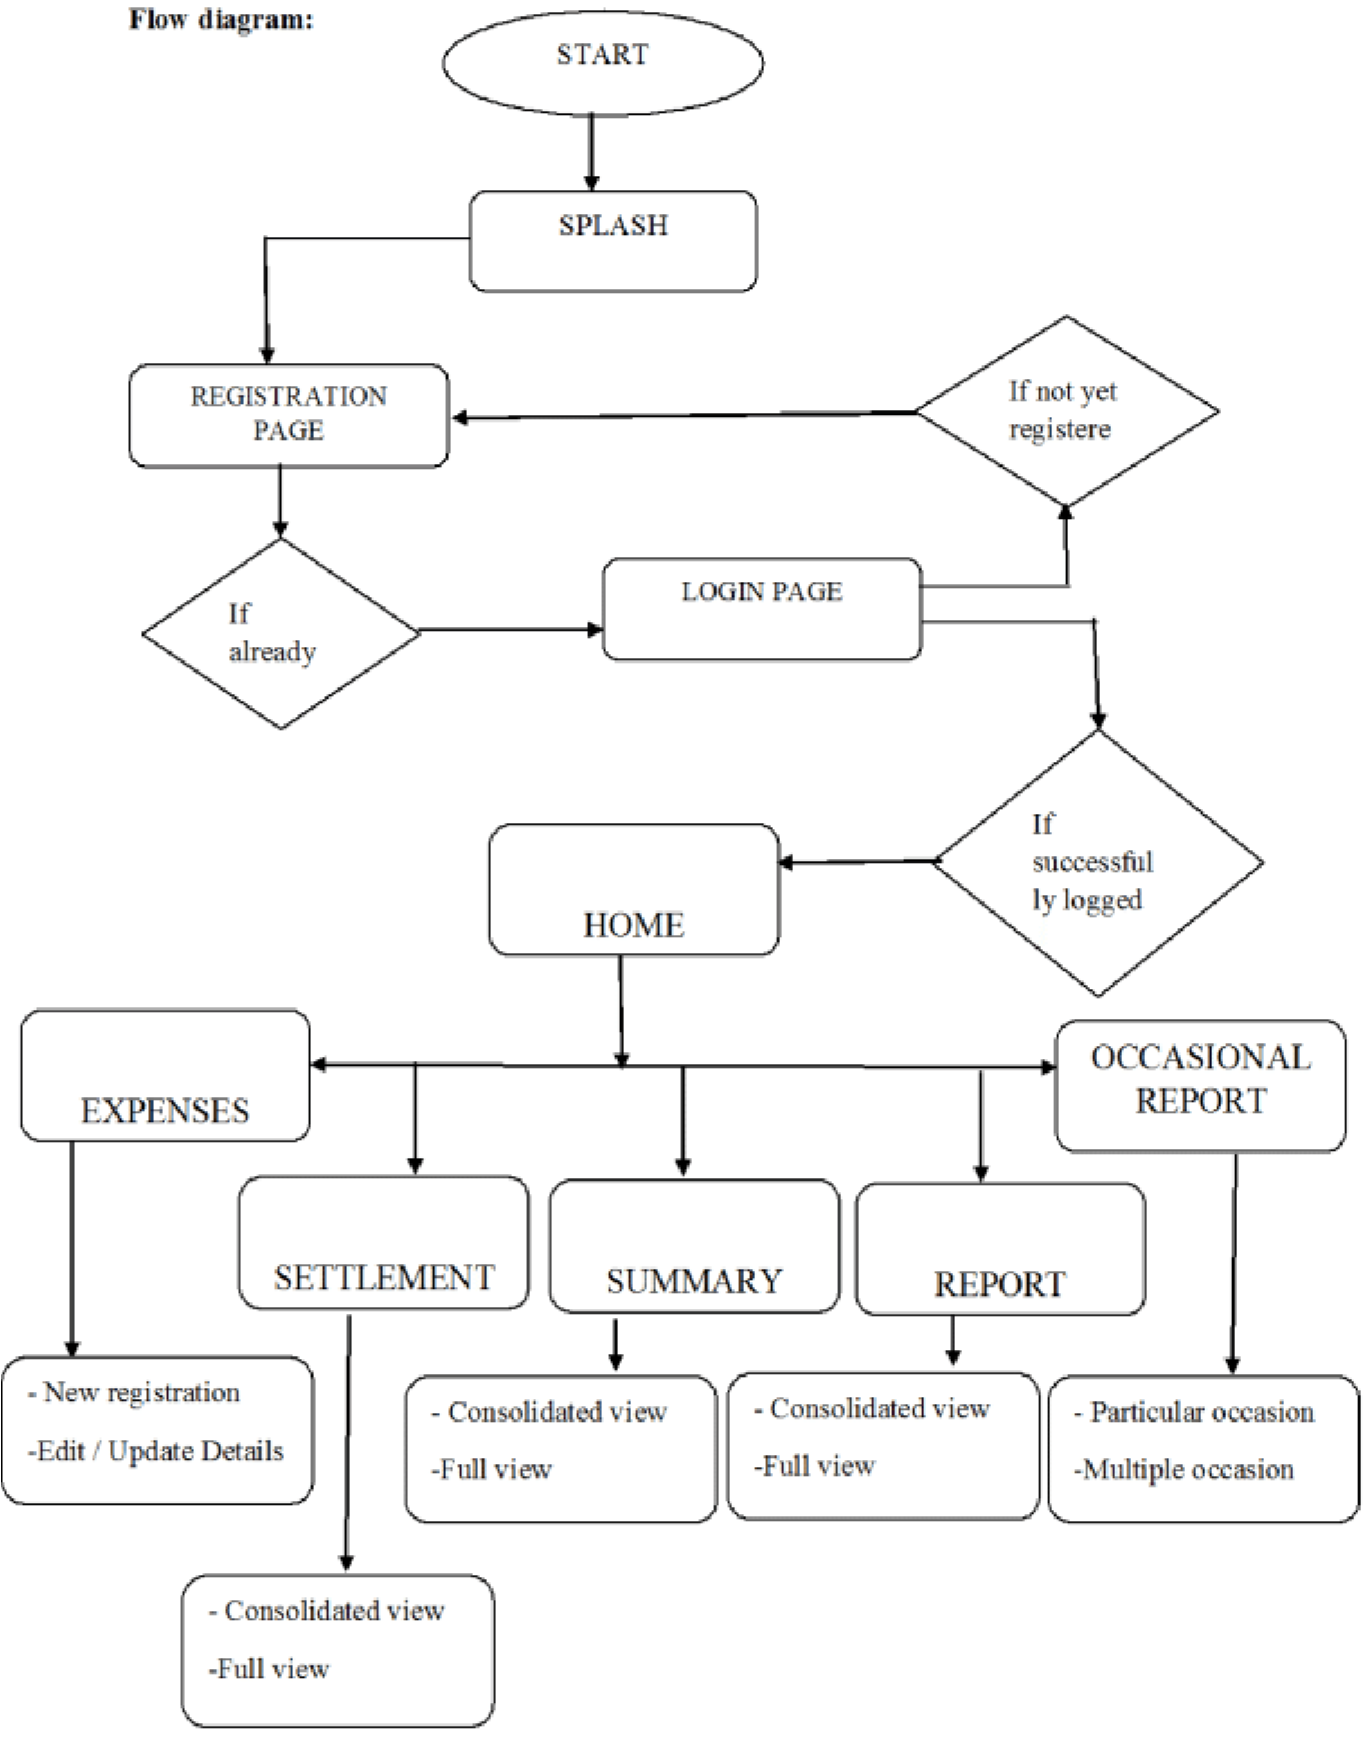 Flow diagram:
START
SPLASH
REGISTRATION
PAGE
If not yet
registere
If
already
LOGIN PAGE
If
successful
ly logged
HOME
EXPENSES
OCCASIONAL
REPORT
SETTLEMENT
SUMMARY
REPORT
- New registration
-Edit / Update Details
- Consolidated view
-Full view
- Consolidated view
-Full view
- Particular occasion
-Multiple occasion
- Consolidated view
-Full view